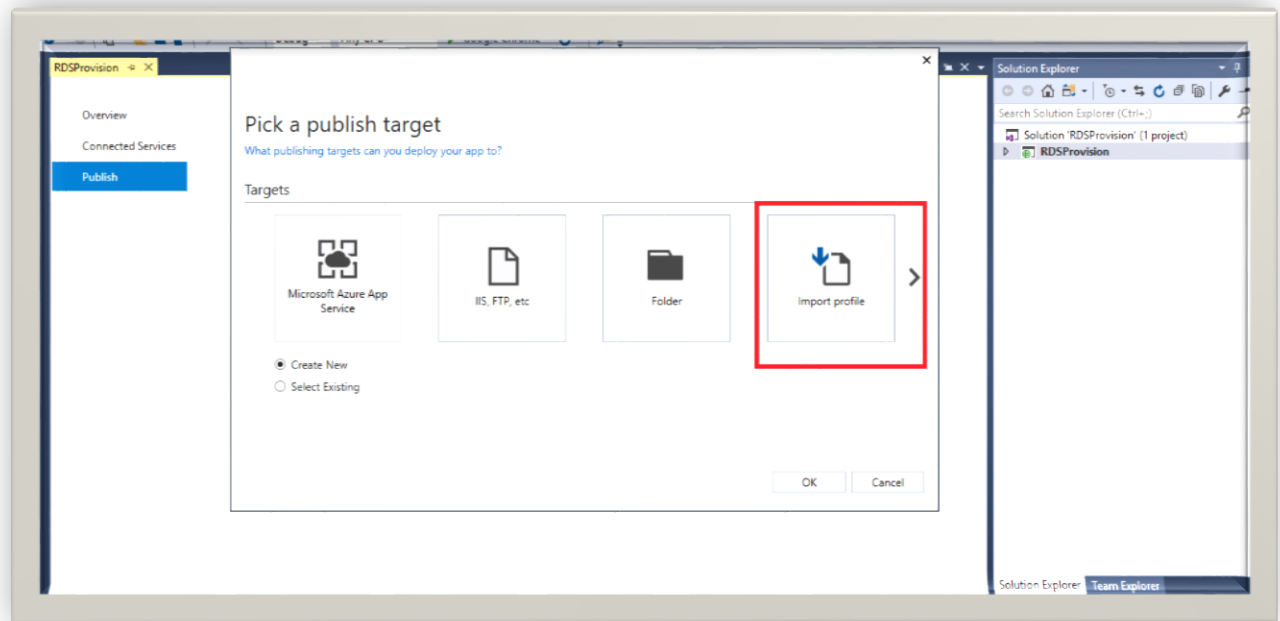 RDSProvision
Overview
Connected Services
Publish
Pick a publish target
What publishing targets can you deploy your app to?
Targets
Microsoft Azure App
Service
IIS, FTP, etc
Folder
Import profile
Create New
Select Existing
OK
Cancel
Solution Explorer
Search Solution Explorer (Ctrl+;)
Solution 'RDSProvision' (1 project)
RDSProvision
Solution Explorer
Team Explorer